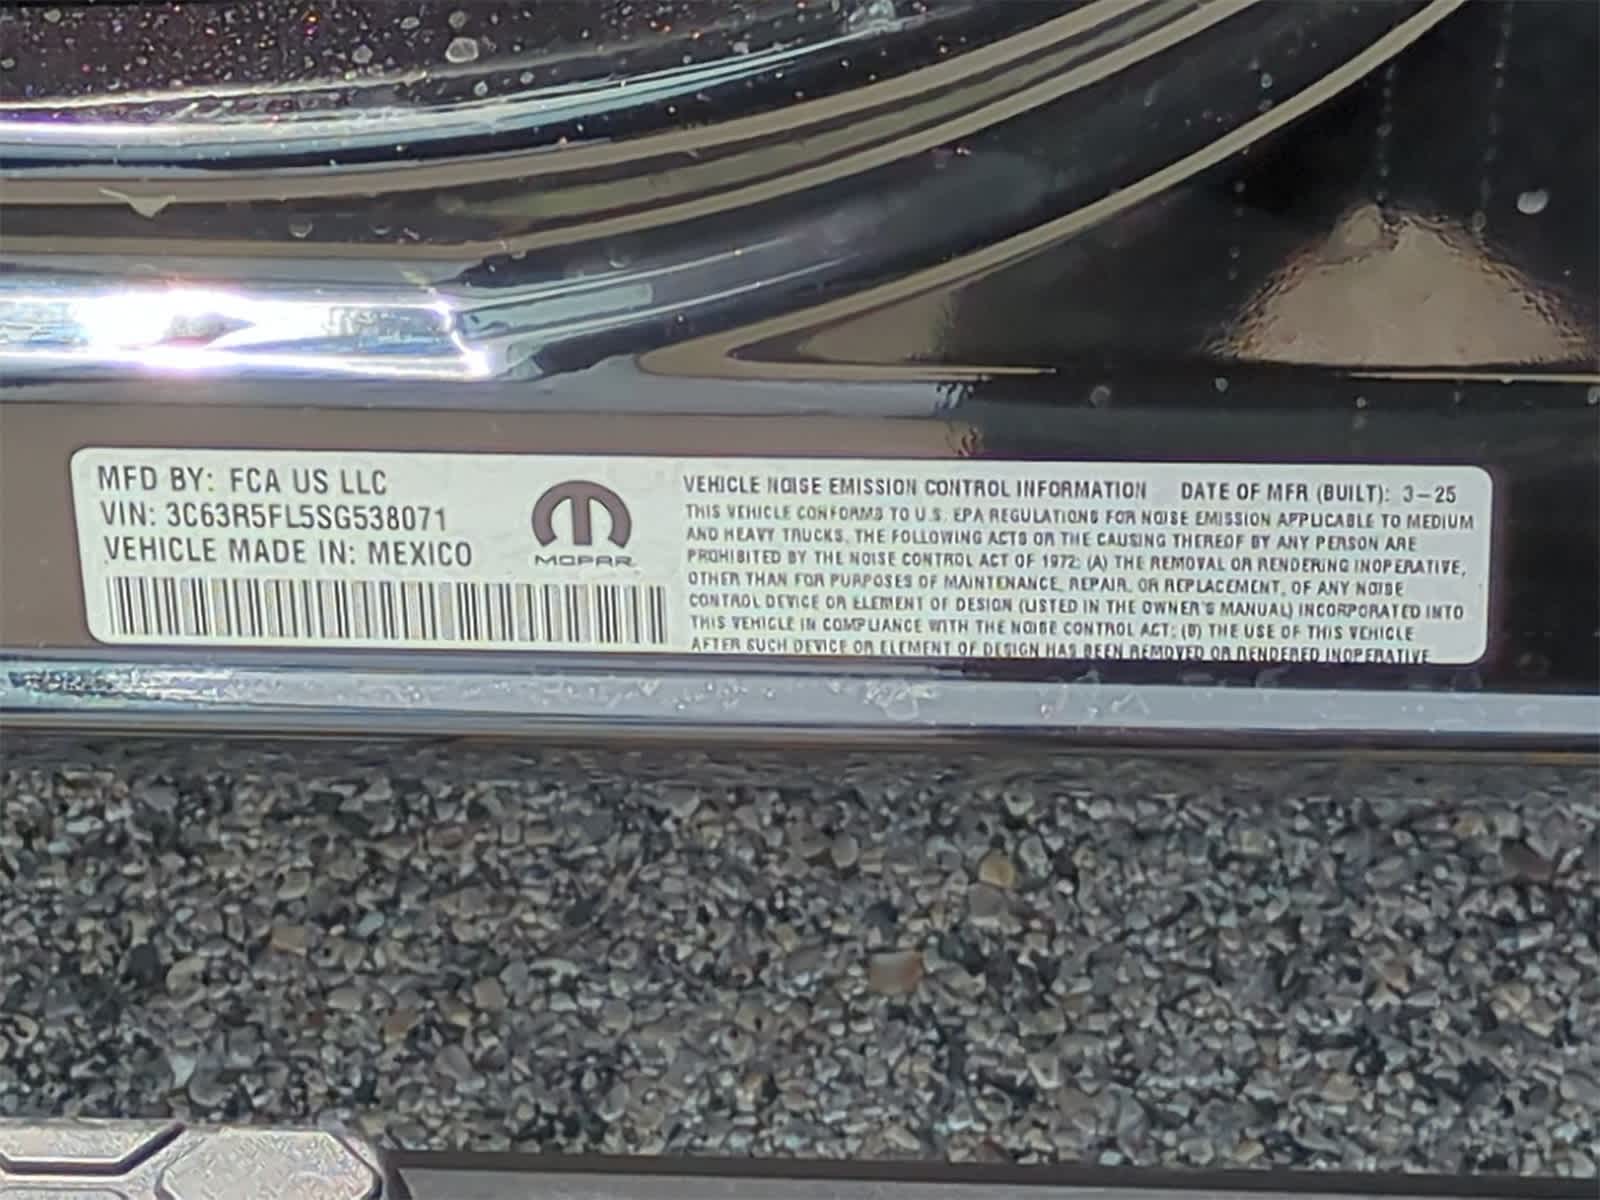 MFD BY: FCA US LLC
VIN: 3C63R5FL5SG538071
VEHICLE MADE IN: MEXICO
MOPAR
VEHICLE NOISE EMISSION CONTROL INFORMATION DATE OF MFR (BUILT): 3-25
THIS VEHICLE CONFORMS TO U.S. EPA REGULATIONS FOR NOISE EMISSION APPLICABLE TO MEDIUM
AND HEAVY TRUCKS. THE FOLLOWING ACTS OR THE CAUSING THEREOF BY ANY PERSON ARE
PROHIBITED BY THE NOISE CONTROL ACT OF 1972: (A) THE REMOVAL OR RENDERING INOPERATIVE,
OTHER THAN FOR PURPOSES OF MAINTENANCE, REPAIR, OR REPLACEMENT, OF ANY NOISE
CONTROL DEVICE OR ELEMENT OF DESIGN (LISTED IN THE OWNER'S MANUAL) INCORPORATED INTO
THIS VEHICLE IN COMPLIANCE WITH THE NOISE CONTROL ACT; (B) THE USE OF THIS VEHICLE
AFTER SUCH DEVICE OR ELEMENT OF DESIGN HAS BEEN REMOVED OR RENDERED INOPERATIVE